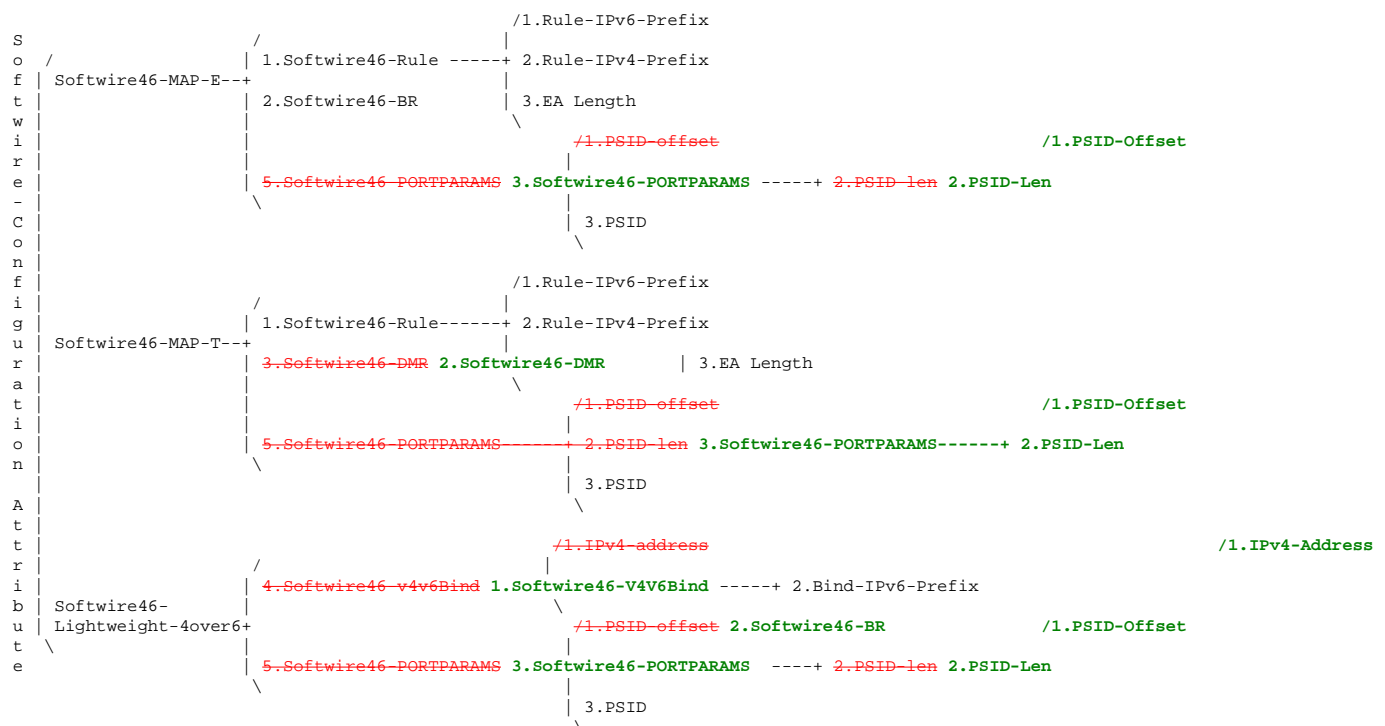 /1.Rule-IPv6-Prefix
S                              /                               |
o    /                        | 1.Softwire46-Rule -----+ 2.Rule-IPv4-Prefix
f | Softwire46-MAP-E--+                                |
t |                           | 2.Softwire46-BR        | 3.EA Length
w |                           |                         \
i |                           |                                /1.PSID-offset                                        /1.PSID-Offset
r |                           |                               |
e |                           | 5.Softwire46-PORTPARAMS 3.Softwire46-PORTPARAMS -----+ 2.PSID-len 2.PSID-Len
- |                            \                              |
C |                                                           | 3.PSID
o |                                                            \
n |
f |                                                     /1.Rule-IPv6-Prefix
i |                            /                       |
g |                           | 1.Softwire46-Rule------+ 2.Rule-IPv4-Prefix
u | Softwire46-MAP-T--+                                |
r |                           | 3.Softwire46-DMR 2.Softwire46-DMR        | 3.EA Length
a |                           |                         \
t |                           |                                /1.PSID-offset                                        /1.PSID-Offset
i |                           |                               |
o |                           | 5.Softwire46-PORTPARAMS------+ 2.PSID-len 3.Softwire46-PORTPARAMS------+ 2.PSID-Len
n |                            \                              |
  |                                                           | 3.PSID
A |                                                            \
t |
t |                                                          /1.IPv4-address                                                        /1.IPv4-Address
r |                            /                            |
i |                           | 4.Softwire46-v4v6Bind 1.Softwire46-V4V6Bind -----+ 2.Bind-IPv6-Prefix
b | Softwire46-               |                              \
u | Lightweight-4over6+                                        /1.PSID-offset 2.Softwire46-BR                  /1.PSID-Offset
t  \                          |                               |
e                             | 5.Softwire46-PORTPARAMS 3.Softwire46-PORTPARAMS  ----+ 2.PSID-len 2.PSID-Len
                               \                              |
                                                              | 3.PSID
                                                               \